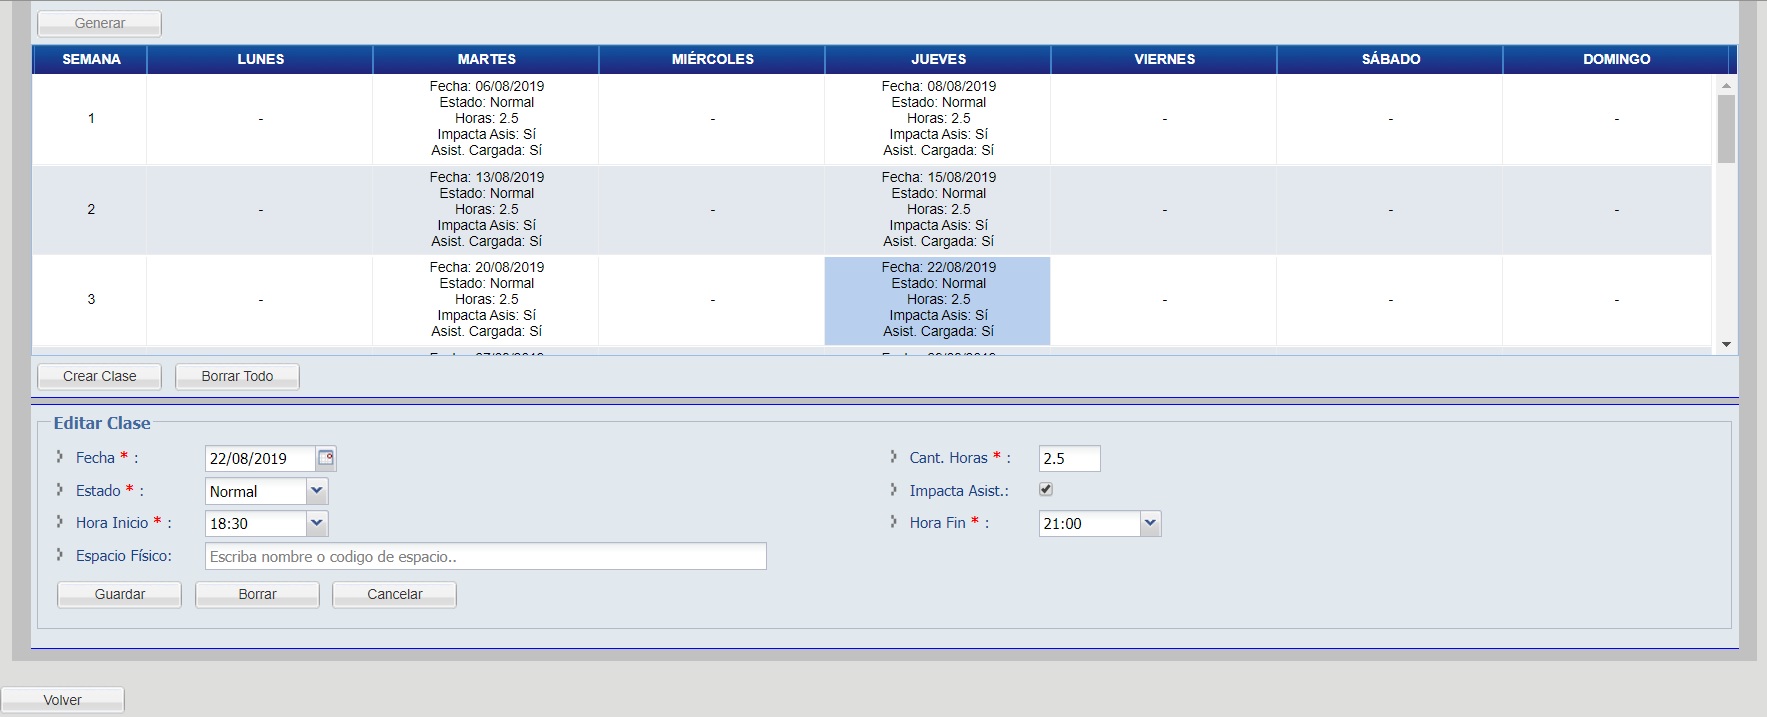 Generar
SEMANA LUNES MARTES MIÉRCOLES JUEVES VIERNES SÁBADO DOMINGO
Fecha: 06/08/2019 Fecha: 08/08/2019
Estado: Normal Estado: Normal
1 - Horas: 2.5 - Horas: 2.5 - - -
Impacta Asis: Sí Impacta Asis: Sí
Asist. Cargada: Sí Asist. Cargada: Sí
Fecha: 13/08/2019 Fecha: 15/08/2019
Estado: Normal Estado: Normal
2 - Horas: 2.5 - Horas: 2.5 - - -
Impacta Asis: Sí Impacta Asis: Sí
Asist. Cargada: Sí Asist. Cargada: Sí
Fecha: 20/08/2019 Fecha: 22/08/2019
Estado: Normal Estado: Normal
3 - Horas: 2.5 - Horas: 2.5 - - -
Impacta Asis: Sí Impacta Asis: Sí
Asist. Cargada: Sí Asist. Cargada: Sí
Crear Clase Borrar Todo
Editar Clase
Fecha * : 22/08/2019 Cant. Horas * : 2.5
Estado * : Normal Impacta Asist.:
Hora Inicio * : 18:30 Hora Fin * : 21:00
Espacio Físico: Escriba nombre o codigo de espacio..
Guardar Borrar Cancelar
Volver